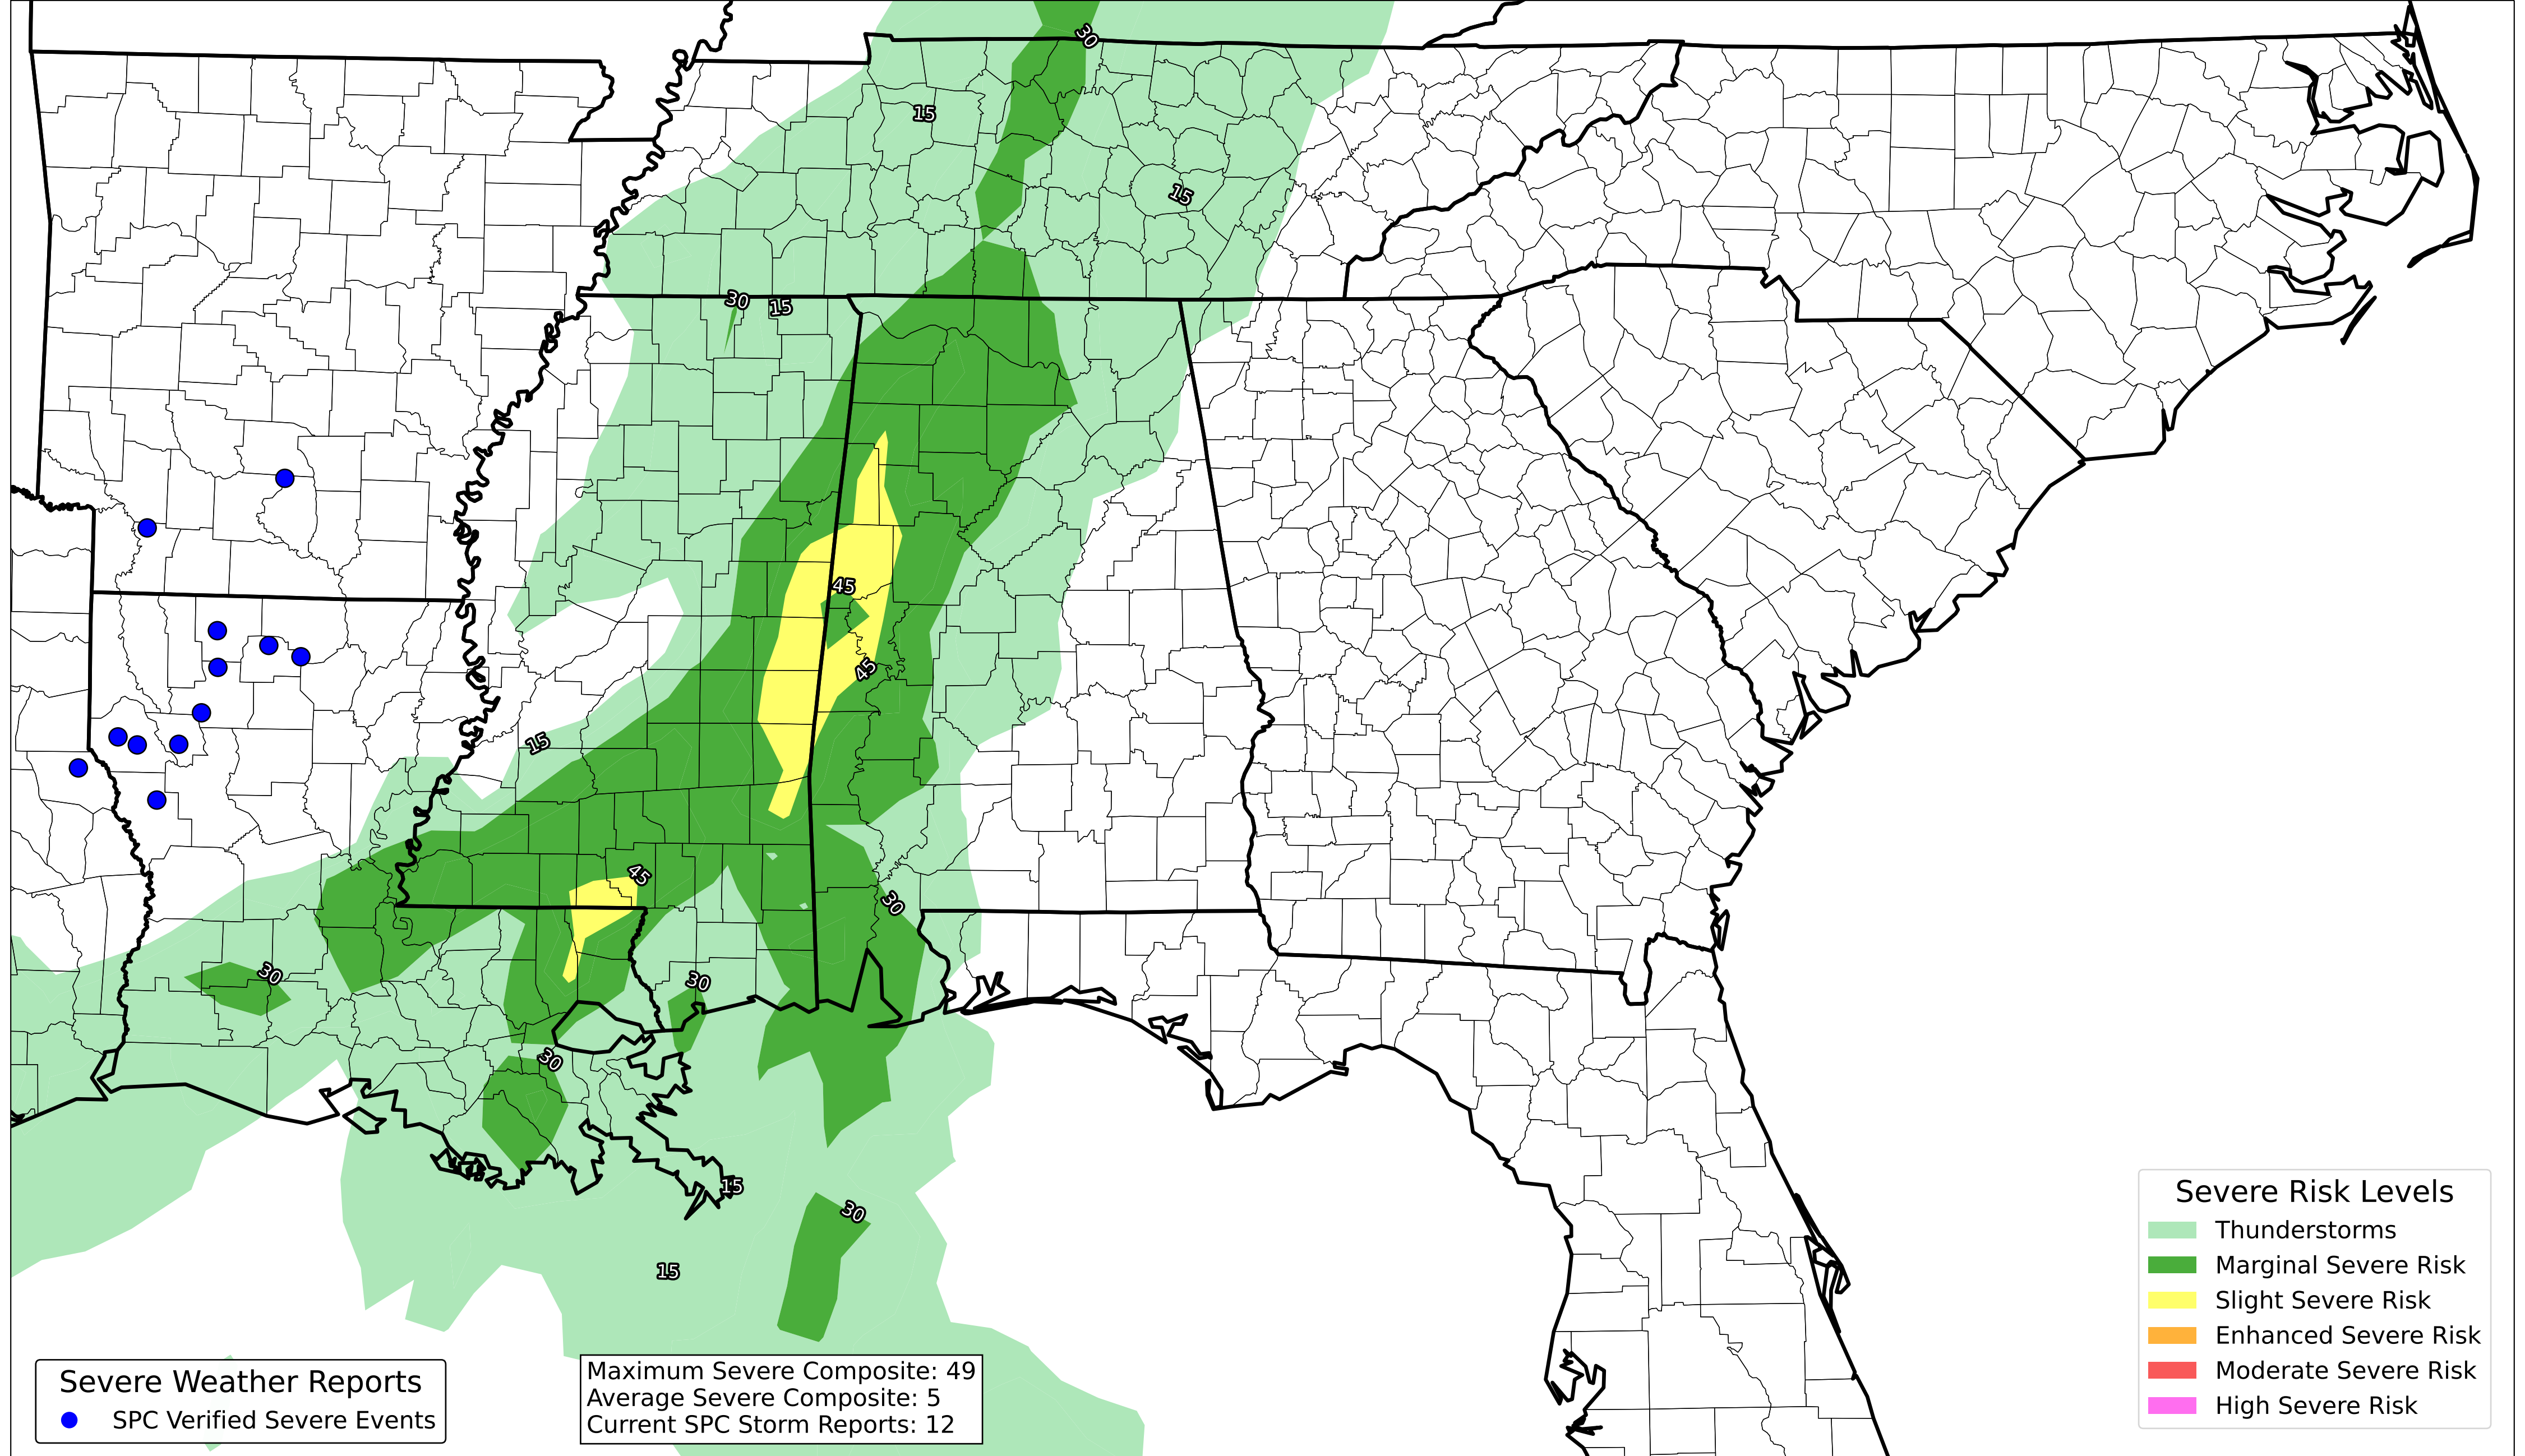 30
15
15
30
15
45
45
15
45
30
30
30
30
15
30
15
Severe Risk Levels
Thunderstorms
Marginal Severe Risk
Slight Severe Risk
Enhanced Severe Risk
Moderate Severe Risk
High Severe Risk
Severe Weather Reports
SPC Verified Severe Events
Maximum Severe Composite: 49
Average Severe Composite: 5
Current SPC Storm Reports: 12